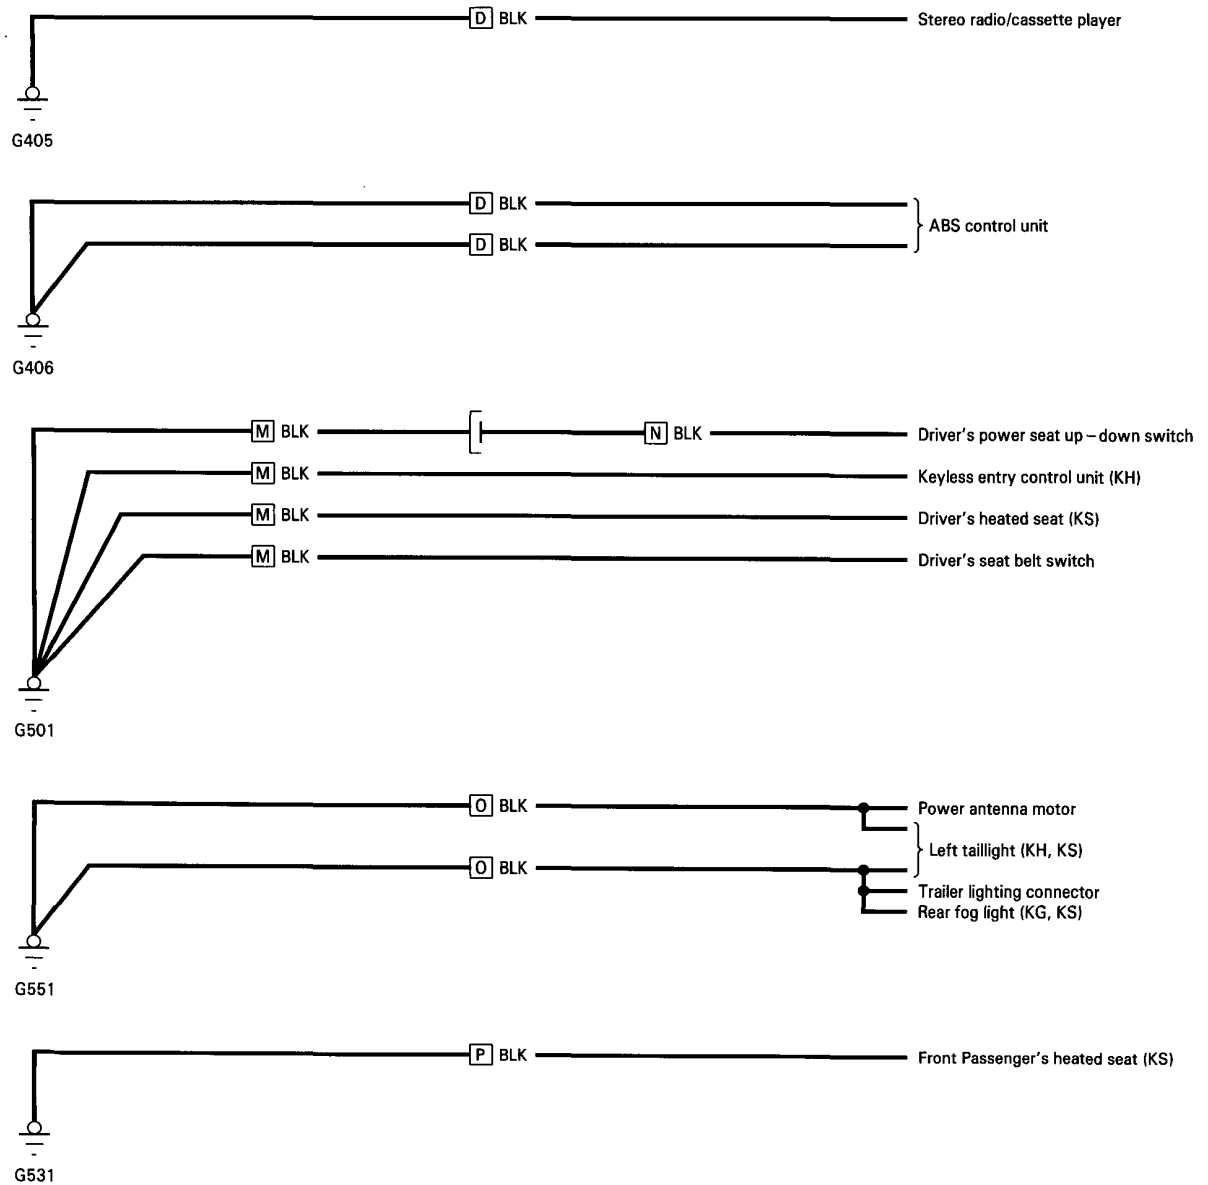 D BLK Stereo radio/cassette player
G405
D BLK
D BLK
ABS control unit
G406
M BLK N BLK Driver's power seat up–down switch
M BLK Keyless entry control unit (KH)
M BLK Driver's heated seat (KS)
M BLK Driver's seat belt switch
G501
O BLK Power antenna motor
Left taillight (KH, KS)
O BLK
Trailer lighting connector
Rear fog light (KG, KS)
G551
P BLK Front Passenger's heated seat (KS)
G531